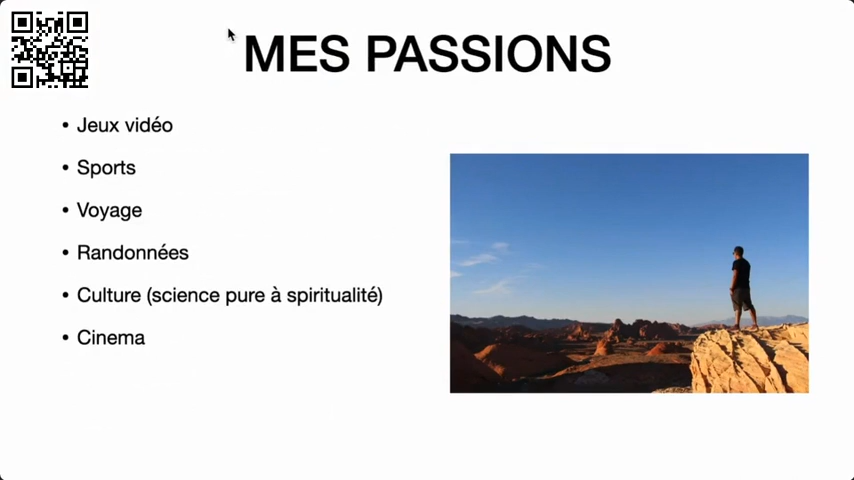 MES PASSIONS
• Jeux vidéo
• Sports
• Voyage
• Randonnées
• Culture (science pure à spiritualité)
• Cinema